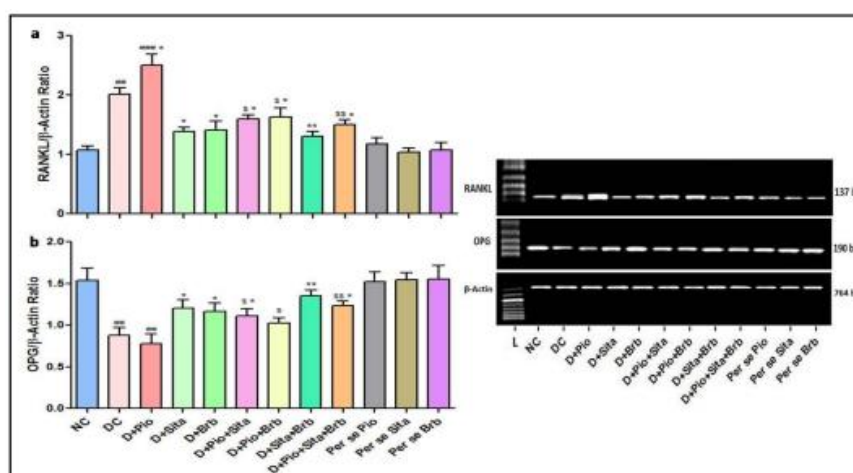 a
3
2
1
0
RANKL/β-Actin Ratio
##
### *
*
*
$ *
$ *
**
$$ *
b
2.0
1.5
1.0
0.5
0.0
OPG/β-Actin Ratio
##
##
*
*
$ *
$
**
$$ *
NC
DC
D+Pio
D+Sita
D+Brb
D+Pio+Sita
D+Pio+Brb
D+Sita+Brb
D+Pio+Sita+Brb
Per se Pio
Per se Sita
Per se Brb
RANKL
137 b
OPG
190 b
β-Actin
764 b
L
NC
DC
D+Pio
D+Sita
D+Brb
D+Pio+Sita
D+Pio+Brb
D+Sita+Brb
D+Pio+Sita+Brb
Per se Pio
Per se Sita
Per se Brb